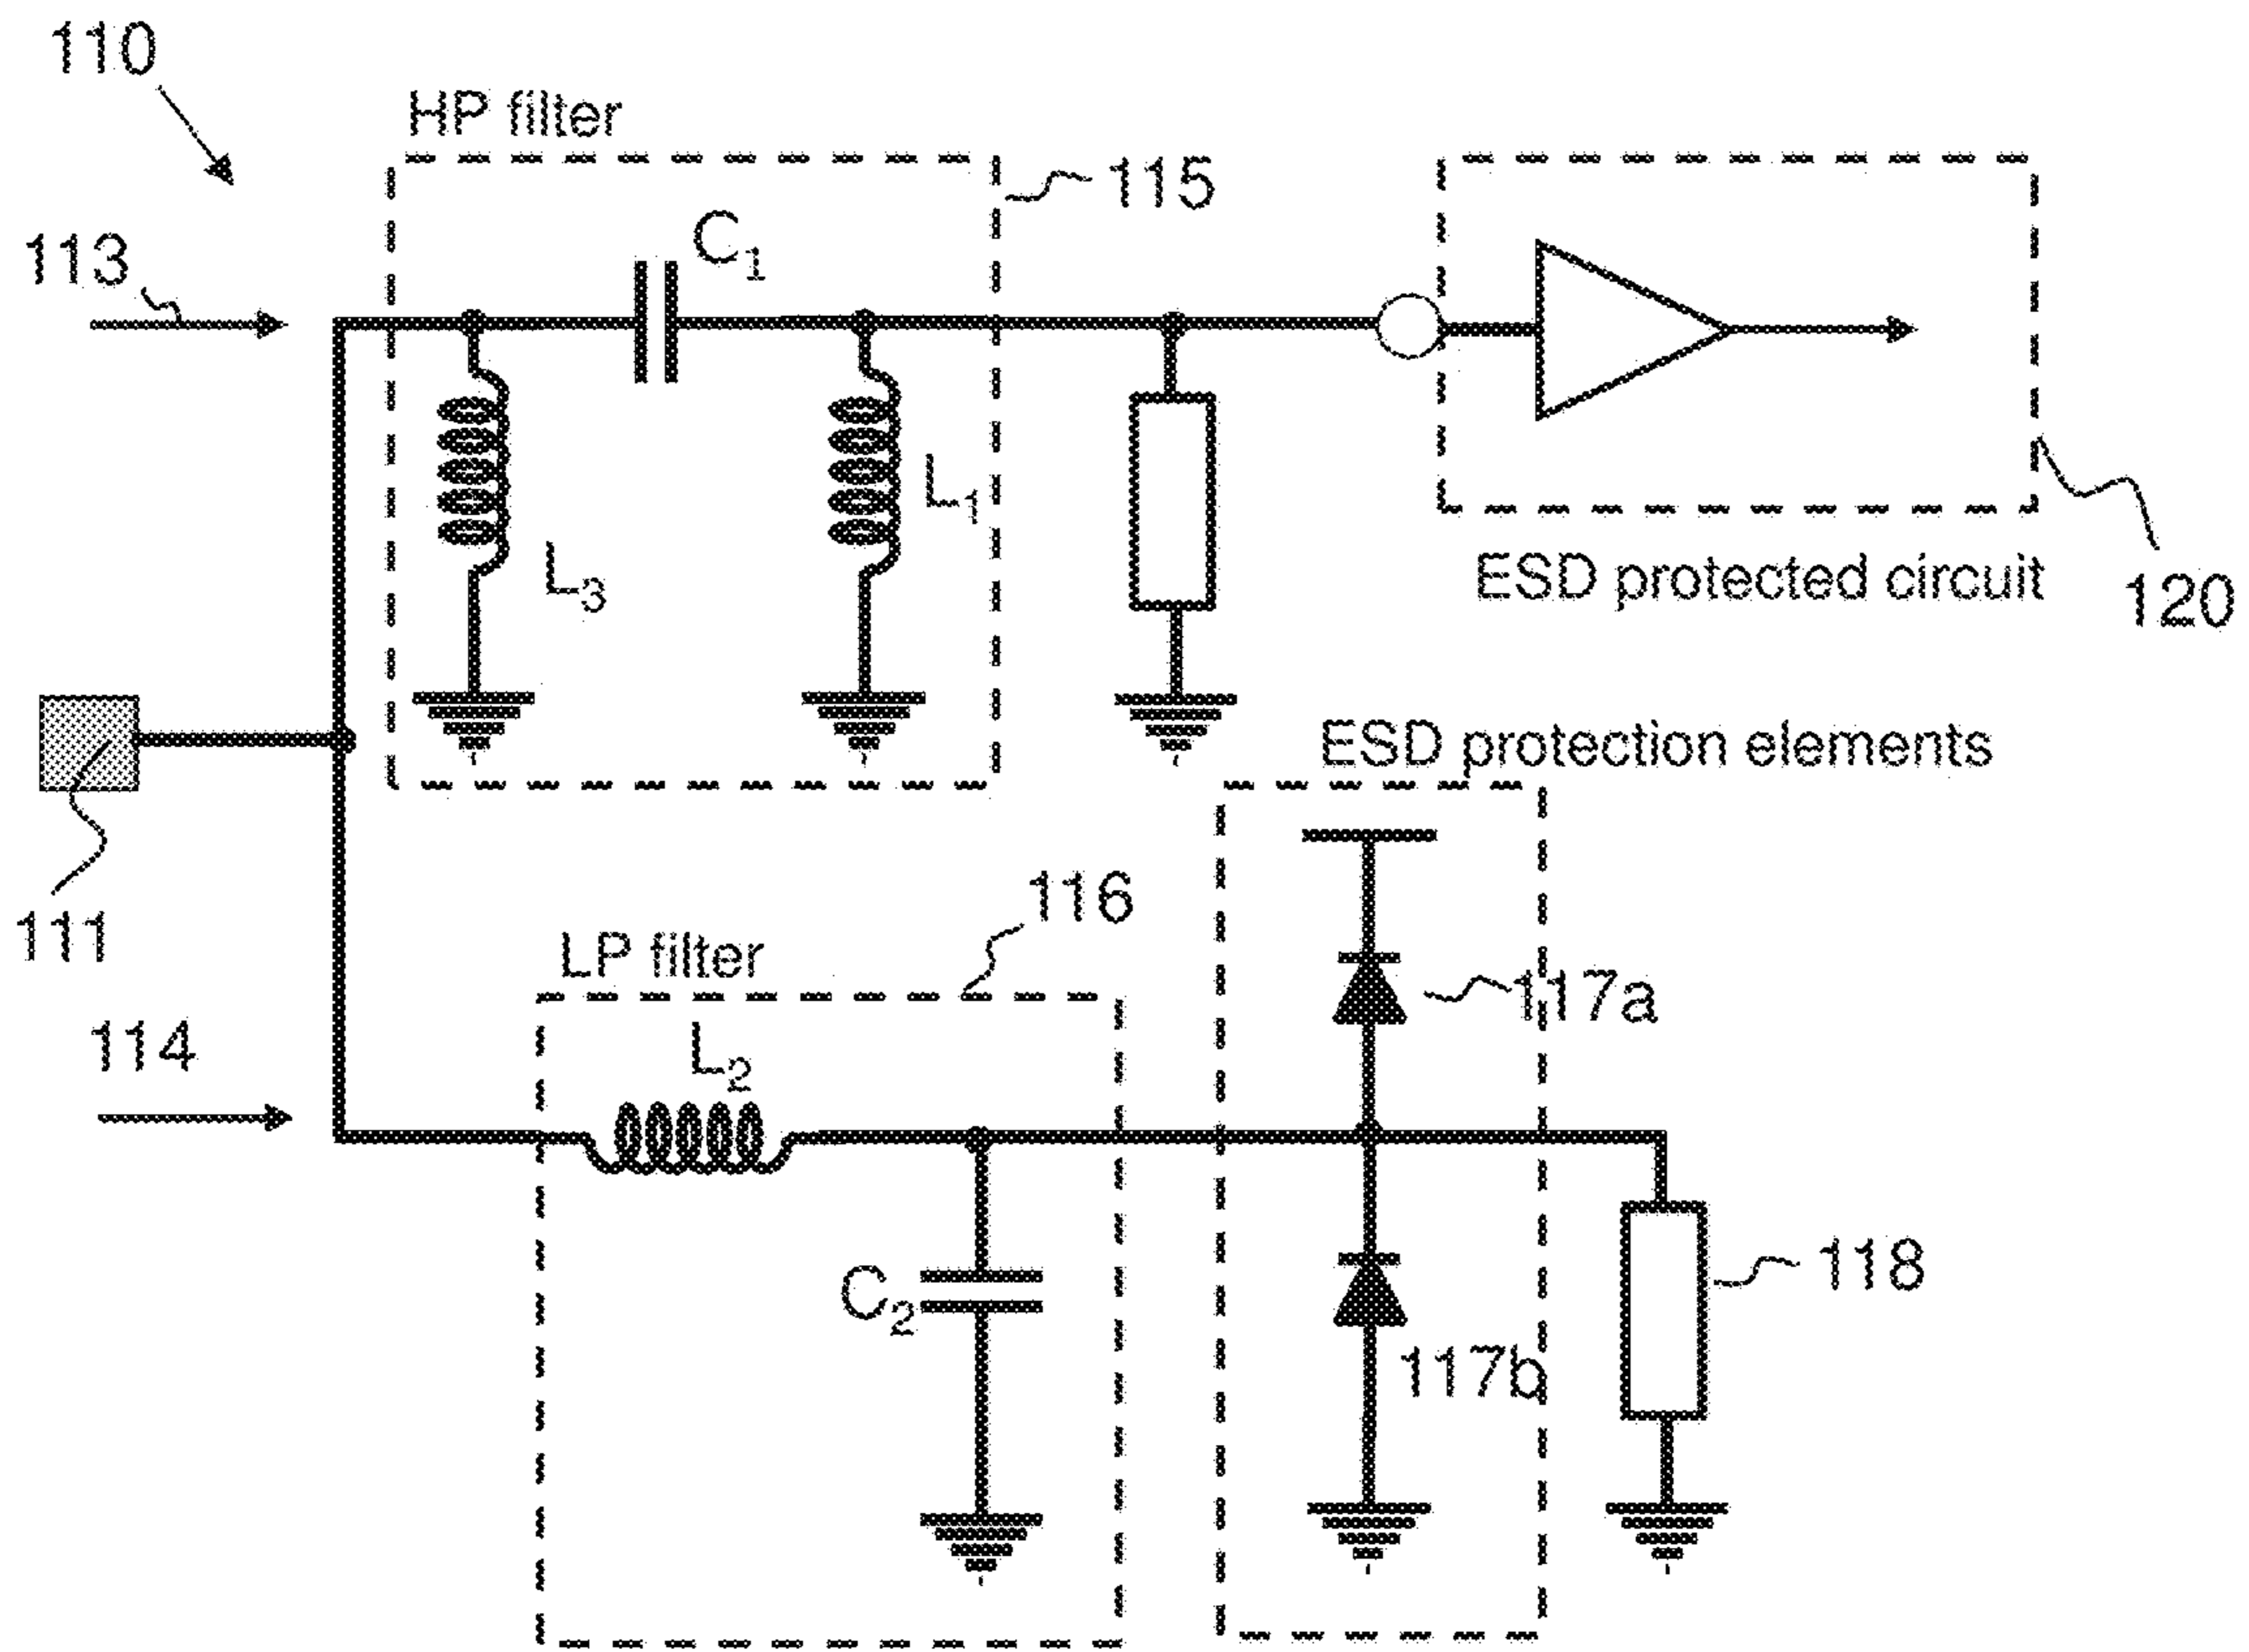 110
HP filter
115
113
C1
L1
L3
ESD protected circuit
120
111
ESD protection elements
116
LP filter
117a
114
L2
C2
118
117b